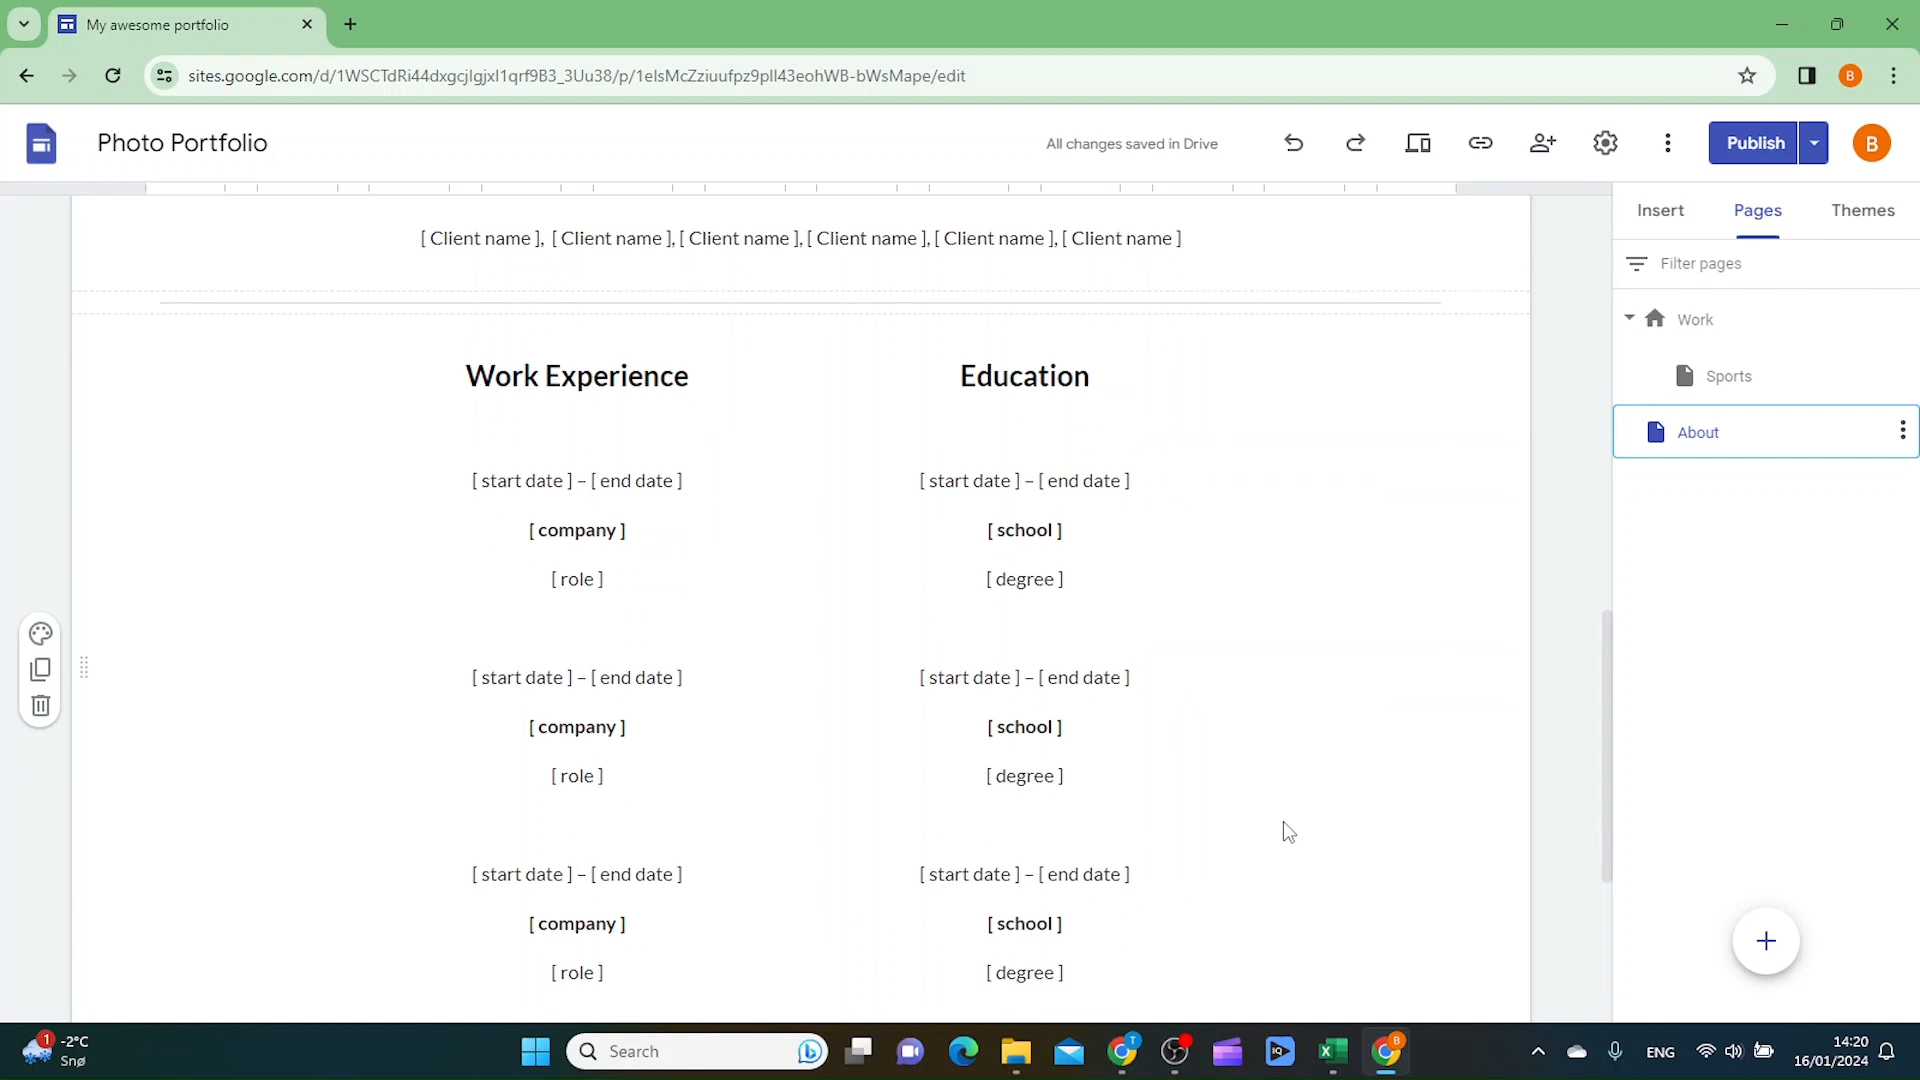 My awesome portfolio
sites.google.com/d/1WSCTdRi44dxgcjIgjxI1qrf9B3_3Uu38/p/1elsMcZziuufpz9pll43eohWB-bWsMape/edit
B
Photo Portfolio
All changes saved in Drive
Publish
B
Insert
Pages
Themes
Filter pages
Work
Sports
About
[ Client name ], [ Client name ], [ Client name ], [ Client name ], [ Client name ], [ Client name ]
Work Experience
Education
[ start date ] – [ end date ]
[ start date ] – [ end date ]
[ company ]
[ school ]
[ role ]
[ degree ]
[ start date ] – [ end date ]
[ start date ] – [ end date ]
[ company ]
[ school ]
[ role ]
[ degree ]
[ start date ] – [ end date ]
[ start date ] – [ end date ]
[ company ]
[ school ]
[ role ]
[ degree ]
1
-2°C
Snø
Search
T
IQ
B
ENG
14:20
16/01/2024